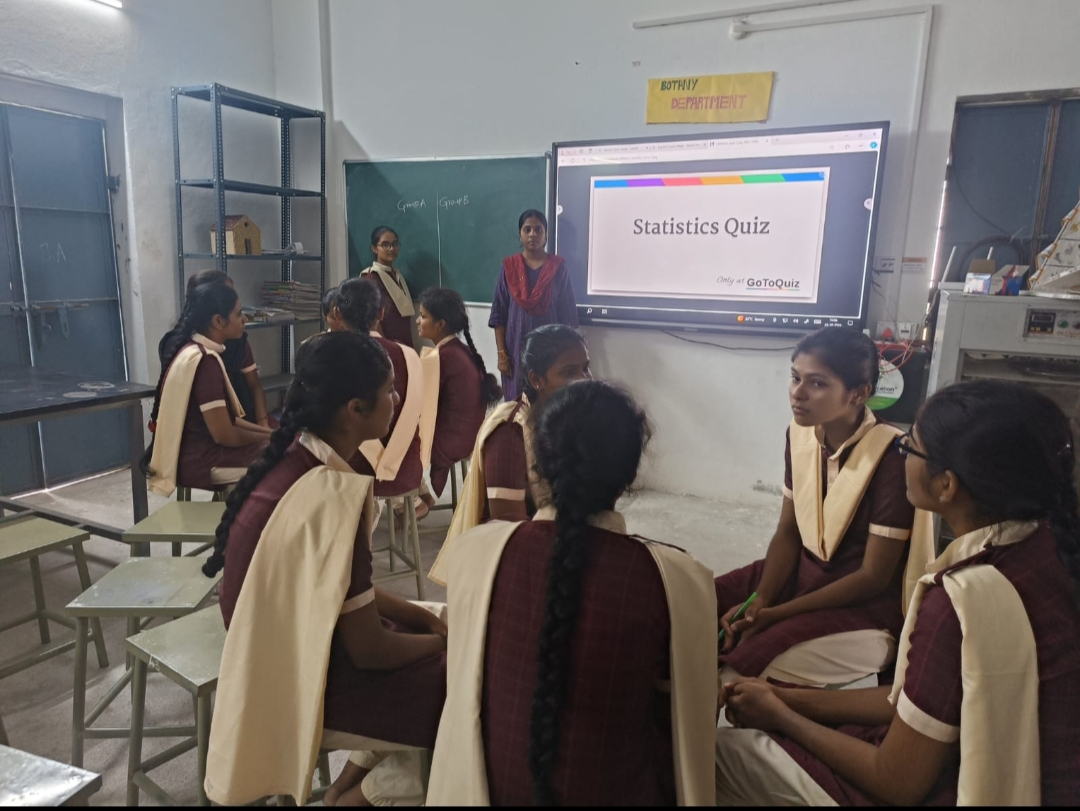 BOTANY
DEPARTMENT
Group A
Group B
Statistics Quiz
Only at GoToQuiz